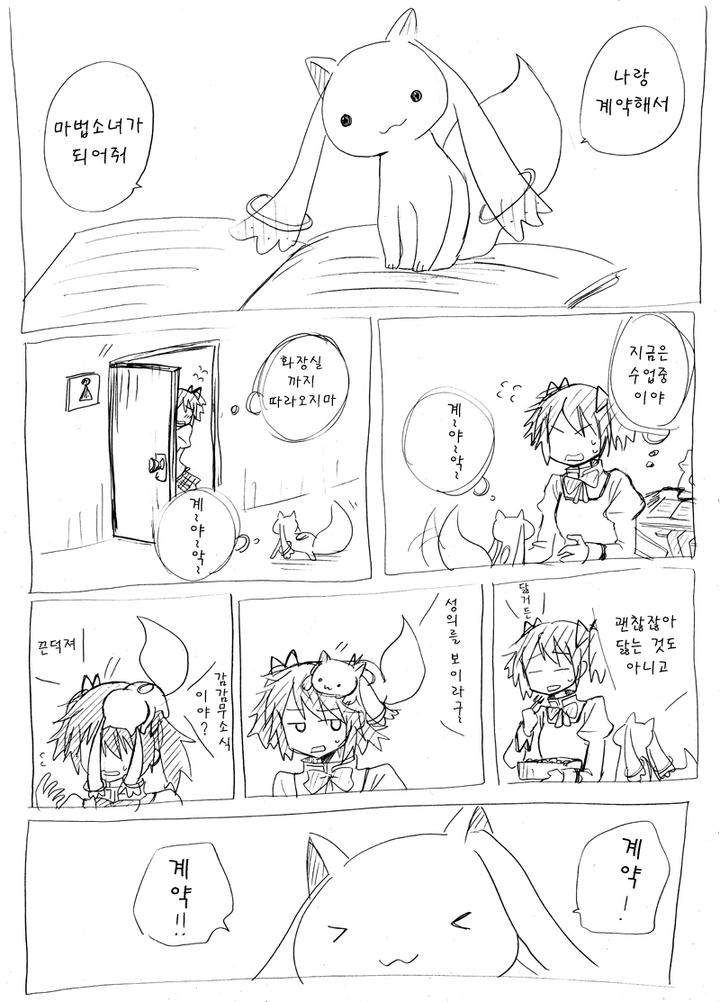 나랑
계약해서
마법소녀가
되어줘
지금은
수업중
이야
계~약~악~
화장실
까지
따라오지마
계~약~악~
괜찮잖아
닳는 것도
아니고
닳거든
성의를 보이라구
감감무소식
이야?
끈덕져
계약!
계약!!